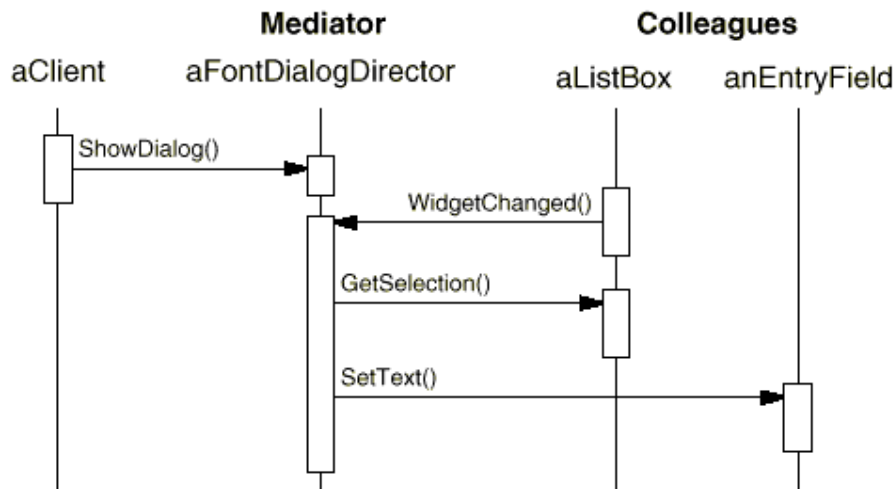 Mediator
Colleagues
aClient
aFontDialogDirector
aListBox
anEntryField
ShowDialog()
WidgetChanged()
GetSelection()
SetText()